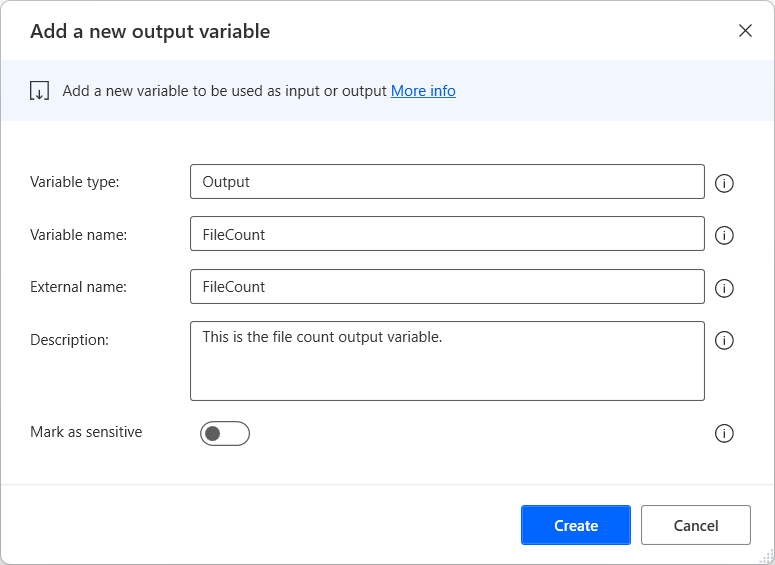 Add a new output variable
Add a new variable to be used as input or output More info
Variable type: Output
Variable name: FileCount
External name: FileCount
Description: This is the file count output variable.
Mark as sensitive
Create Cancel